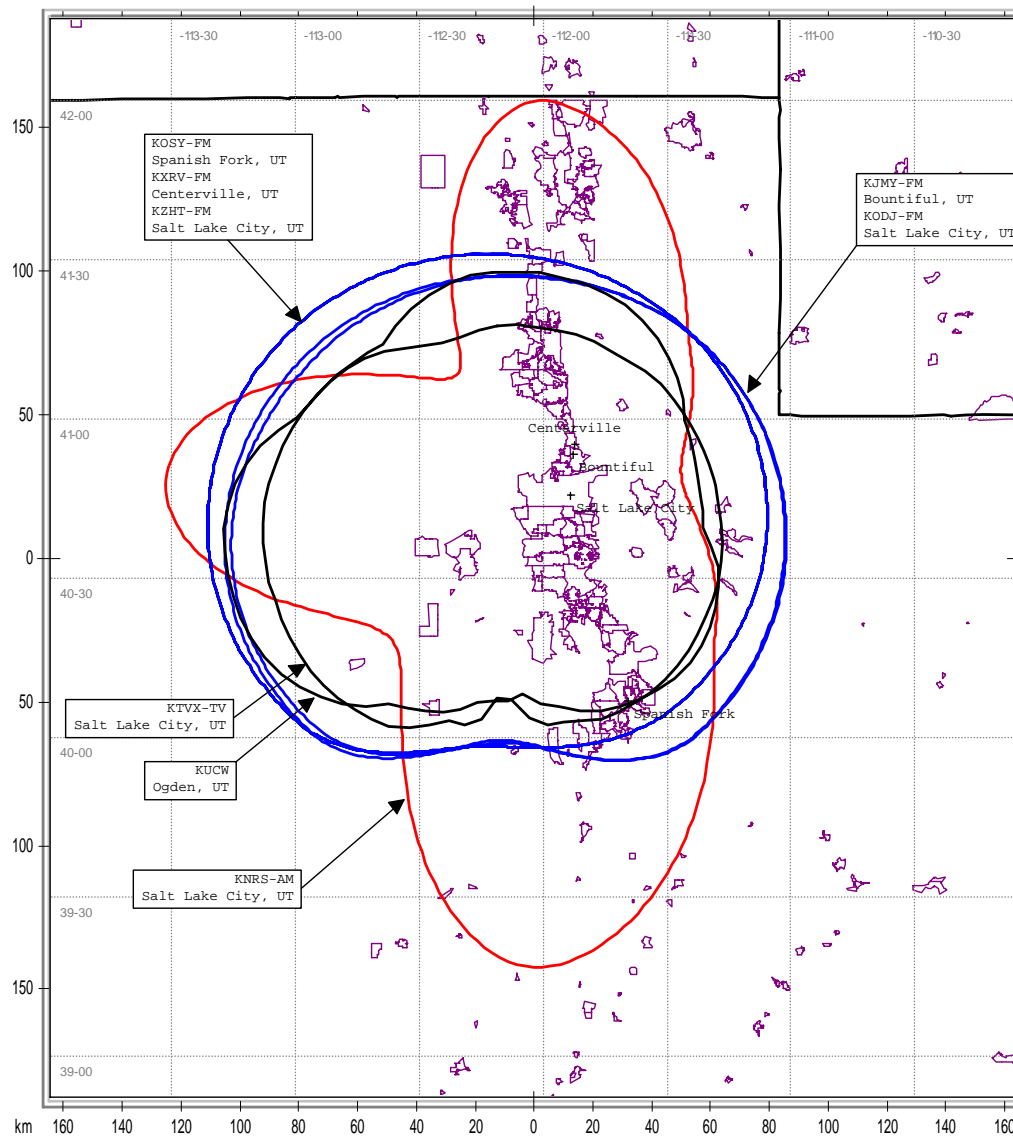 -113-30 -113-00 -112-30 -112-00 -111-00 -110-30
42-00
150
KOSY-FM
Spanish Fork, UT
KXRV-FM
Centerville, UT
KZHT-FM
Salt Lake City, UT
KJMY-FM
Bountiful, UT
KODJ-FM
Salt Lake City, UT
100
41-30
50
41-00
Centerville
Bountiful
Salt Lake City
0
40-30
50
KTVX-TV
Salt Lake City, UT
Spanish Fork
40-00
KUCW
Ogden, UT
100
KNRS-AM
Salt Lake City, UT
39-30
150
39-00
km 160 140 120 100 80 60 40 20 0 20 40 60 80 100 120 140 160